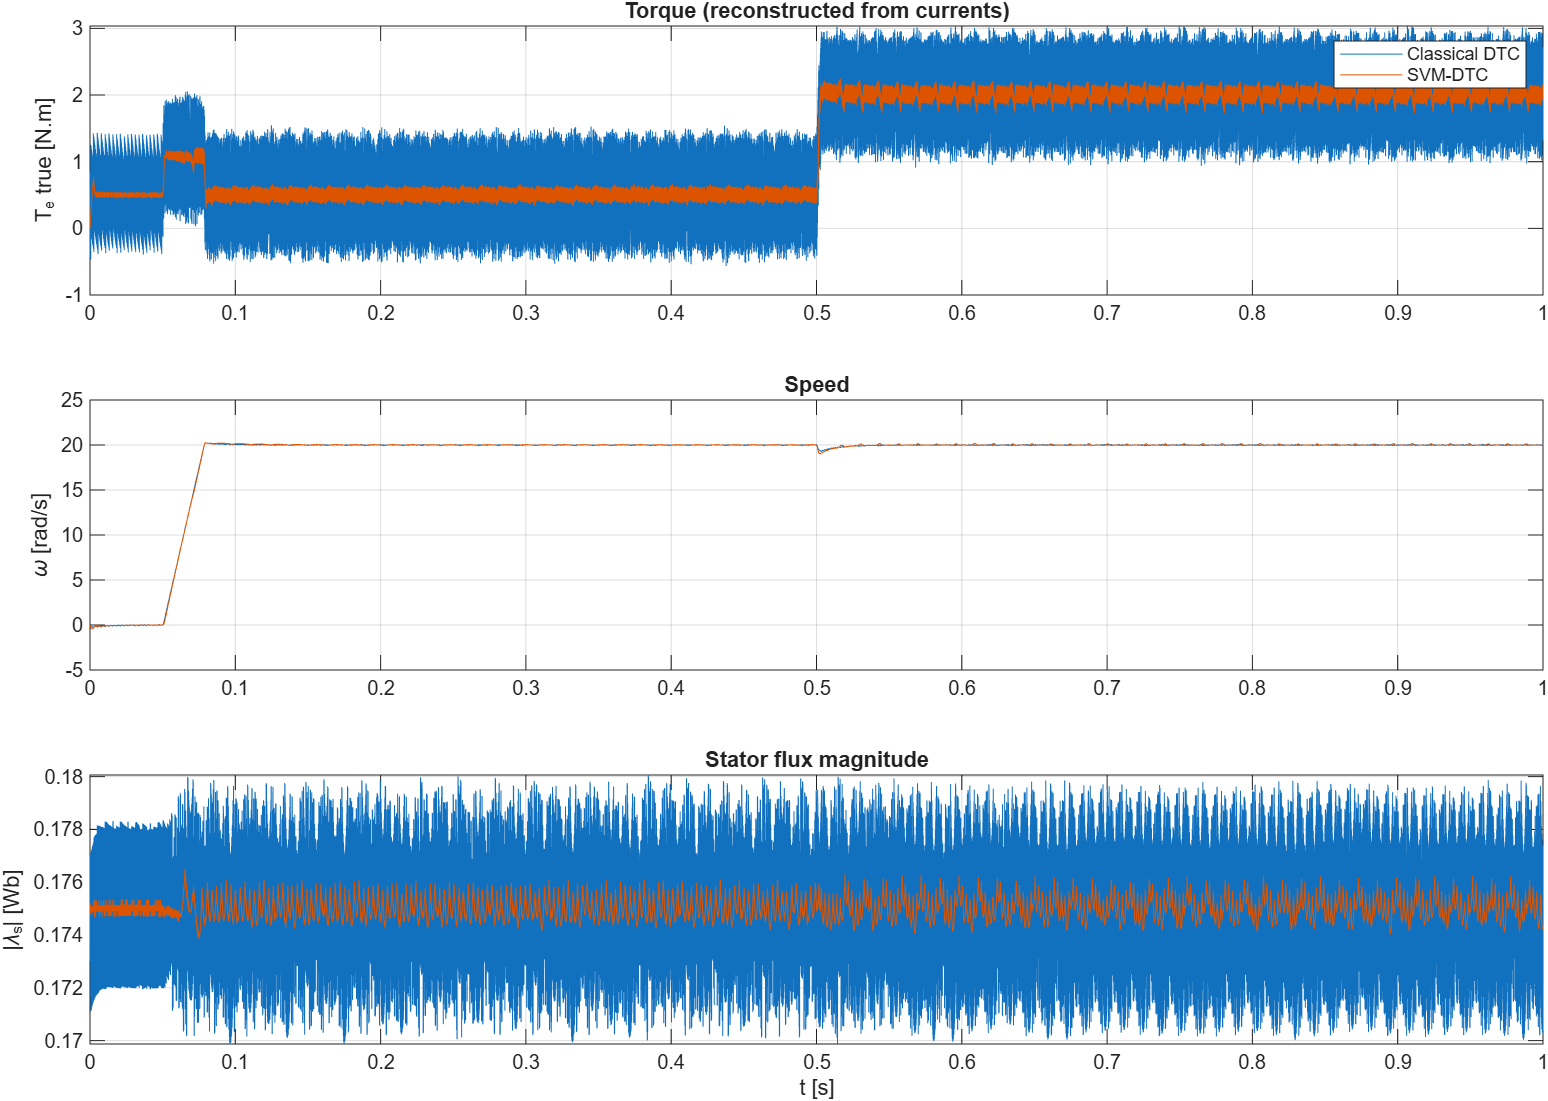 Torque (reconstructed from currents)
Tₑ true [N.m]
3
2
1
0
-1
Classical DTC
SVM-DTC
0 0.1 0.2 0.3 0.4 0.5 0.6 0.7 0.8 0.9 1
Speed
ω [rad/s]
25
20
15
10
5
0
-5
0 0.1 0.2 0.3 0.4 0.5 0.6 0.7 0.8 0.9 1
Stator flux magnitude
|λₛ| [Wb]
0.18
0.178
0.176
0.174
0.172
0.17
0 0.1 0.2 0.3 0.4 0.5 0.6 0.7 0.8 0.9 1
t [s]